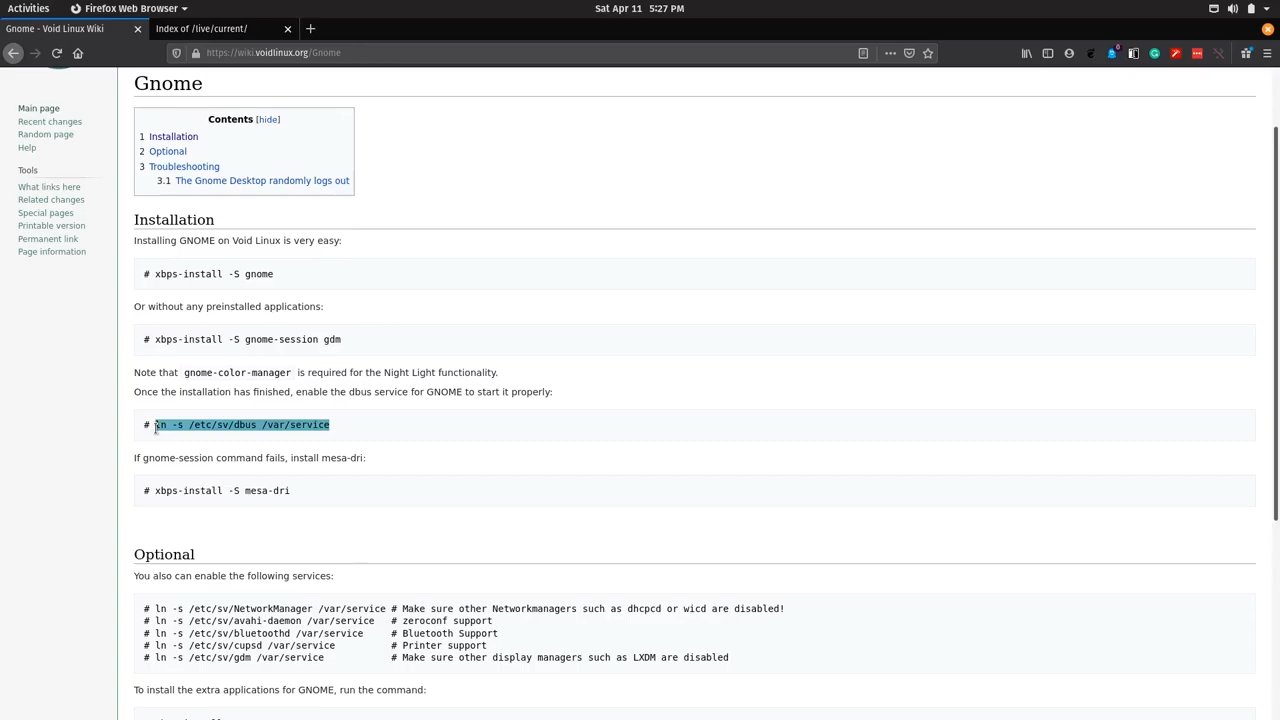 Activities
Firefox Web Browser
Sat Apr 11 5:27 PM
Gnome - Void Linux Wiki
Index of /live/current/
https://wiki.voidlinux.org/Gnome
0
Main page
Recent changes
Random page
Help
Tools
What links here
Related changes
Special pages
Printable version
Permanent link
Page information
Gnome
Contents [hide]
1 Installation
2 Optional
3 Troubleshooting
3.1 The Gnome Desktop randomly logs out
Installation
Installing GNOME on Void Linux is very easy:
# xbps-install -S gnome
Or without any preinstalled applications:
# xbps-install -S gnome-session gdm
Note that gnome-color-manager is required for the Night Light functionality.
Once the installation has finished, enable the dbus service for GNOME to start it properly:
# ln -s /etc/sv/dbus /var/service
If gnome-session command fails, install mesa-dri:
# xbps-install -S mesa-dri
Optional
You also can enable the following services:
# ln -s /etc/sv/NetworkManager /var/service # Make sure other Networkmanagers such as dhcpcd or wicd are disabled!
# ln -s /etc/sv/avahi-daemon /var/service # zeroconf support
# ln -s /etc/sv/bluetoothd /var/service # Bluetooth Support
# ln -s /etc/sv/cupsd /var/service # Printer support
# ln -s /etc/sv/gdm /var/service # Make sure other display managers such as LXDM are disabled
To install the extra applications for GNOME, run the command: